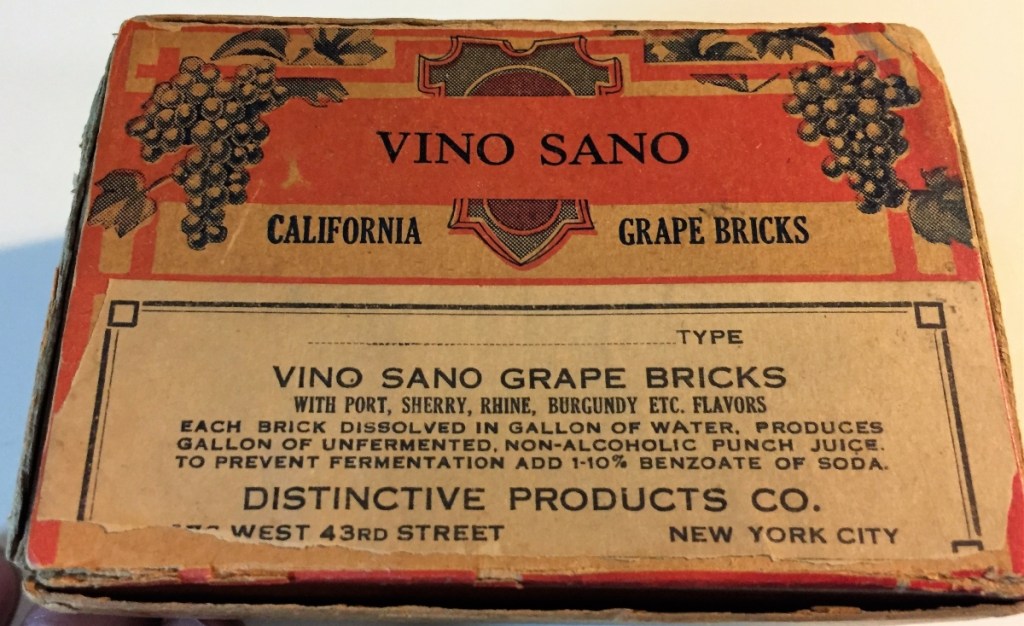 VINO SANO
CALIFORNIA GRAPE BRICKS
TYPE
VINO SANO GRAPE BRICKS
WITH PORT, SHERRY, RHINE, BURGUNDY ETC. FLAVORS
EACH BRICK DISSOLVED IN GALLON OF WATER, PRODUCES
GALLON OF UNFERMENTED, NON-ALCOHOLIC PUNCH JUICE.
TO PREVENT FERMENTATION ADD 1-10% BENZOATE OF SODA.
DISTINCTIVE PRODUCTS CO.
WEST 43RD STREET NEW YORK CITY